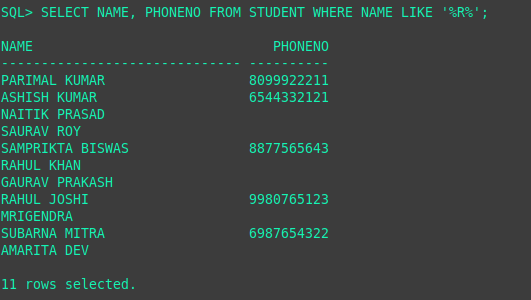 SQL> SELECT NAME, PHONENO FROM STUDENT WHERE NAME LIKE '%R%';
NAME                              PHONENO
------------------------------ ----------
PARIMAL KUMAR                  8099922211
ASHISH KUMAR                   6544332121
NAITIK PRASAD
SAURAV ROY
SAMPRIKTA BISWAS               8877565643
RAHUL KHAN
GAURAV PRAKASH
RAHUL JOSHI                    9980765123
MRIGENDRA
SUBARNA MITRA                  6987654322
AMARITA DEV
11 rows selected.